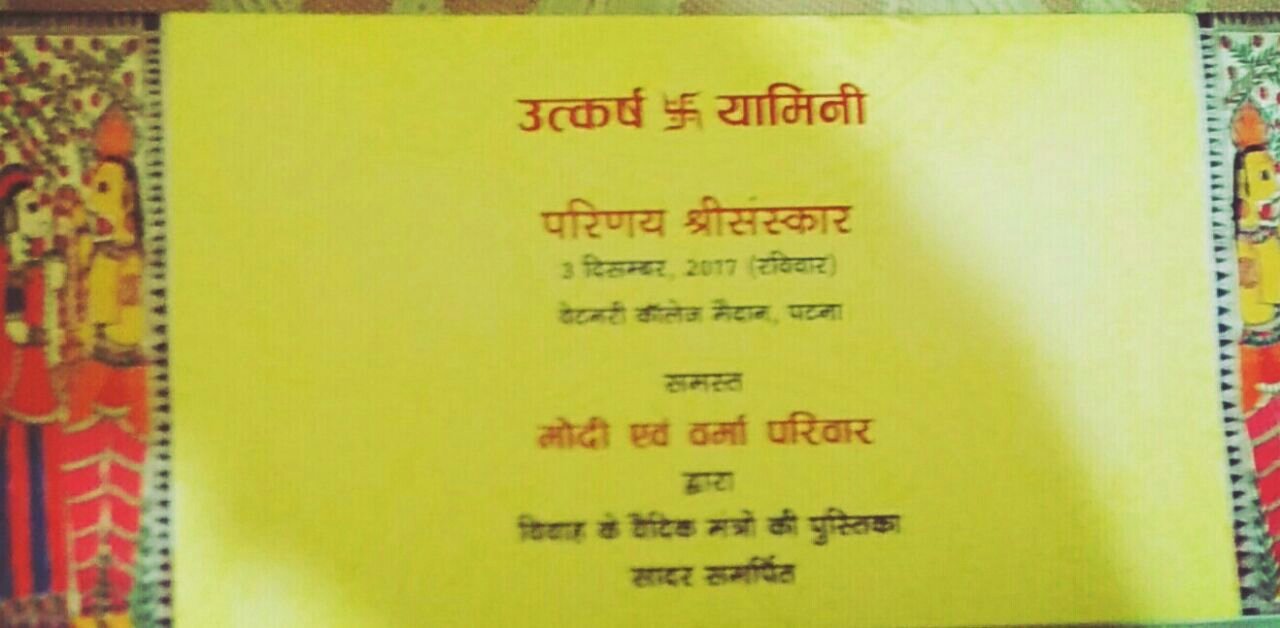 उत्कर्ष 卐 यामिनी
परिणय श्रीसंस्कार
3 दिसम्बर, 2017 (रविवार)
वेटनरी कॉलेज मैदान, पटना
समस्त
मोदी एवं वर्मा परिवार
द्वारा
विवाह के वैदिक मंत्रो की पुस्तिका
सादर समर्पित